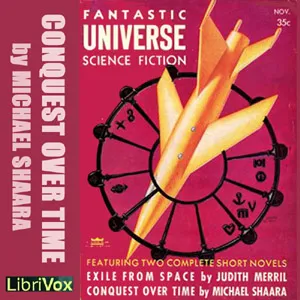 CONQUEST OVER TIME
by MICHAEL SHAARA
LibriVox
FANTASTIC
NOV.
35c
UNIVERSE
SCIENCE FICTION
FEATURING TWO COMPLETE SHORT NOVELS
EXILE FROM SPACE by JUDITH MERRIL
CONQUEST OVER TIME by MICHAEL SHAARA